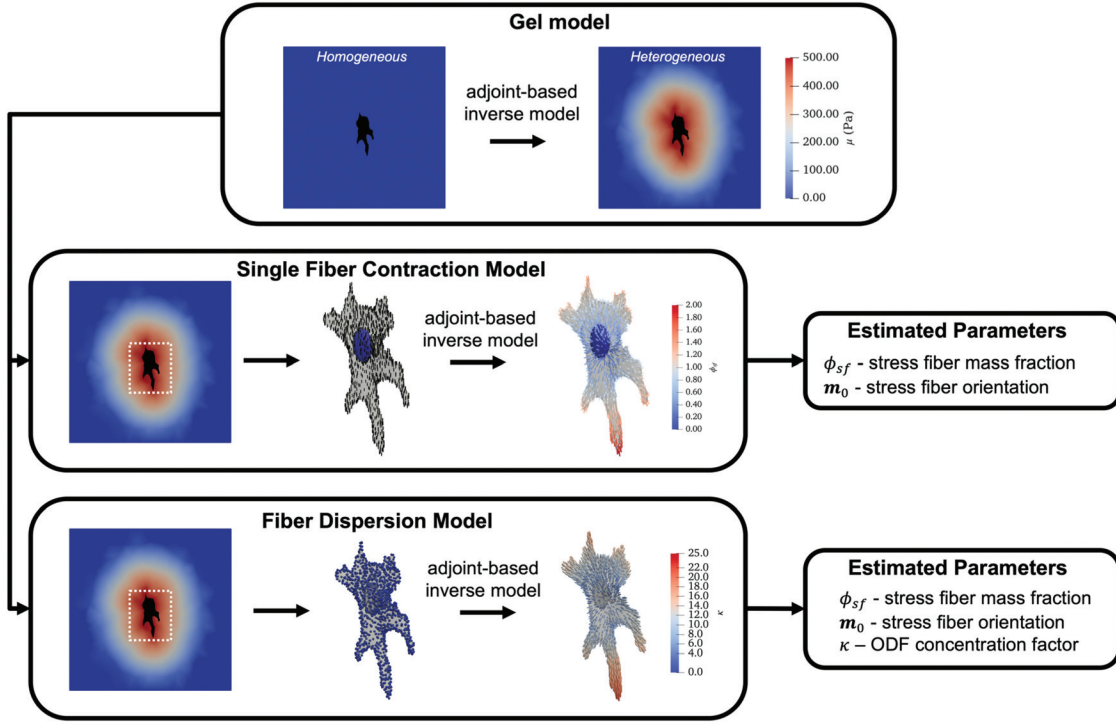 Gel model
Homogeneous
adjoint-based
inverse model
Heterogeneous
500.00
400.00
300.00
200.00
100.00
0.00
μ (Pa)
Single Fiber Contraction Model
adjoint-based
inverse model
2.00
1.80
1.60
1.40
1.20
1.00
0.80
0.60
0.40
0.20
0.00
ϕsf
Estimated Parameters
ϕsf - stress fiber mass fraction
m0 - stress fiber orientation
Fiber Dispersion Model
adjoint-based
inverse model
25.0
22.0
20.0
18.0
16.0
14.0
12.0
10.0
8.0
6.0
4.0
0.0
κ
Estimated Parameters
ϕsf - stress fiber mass fraction
m0 - stress fiber orientation
κ – ODF concentration factor